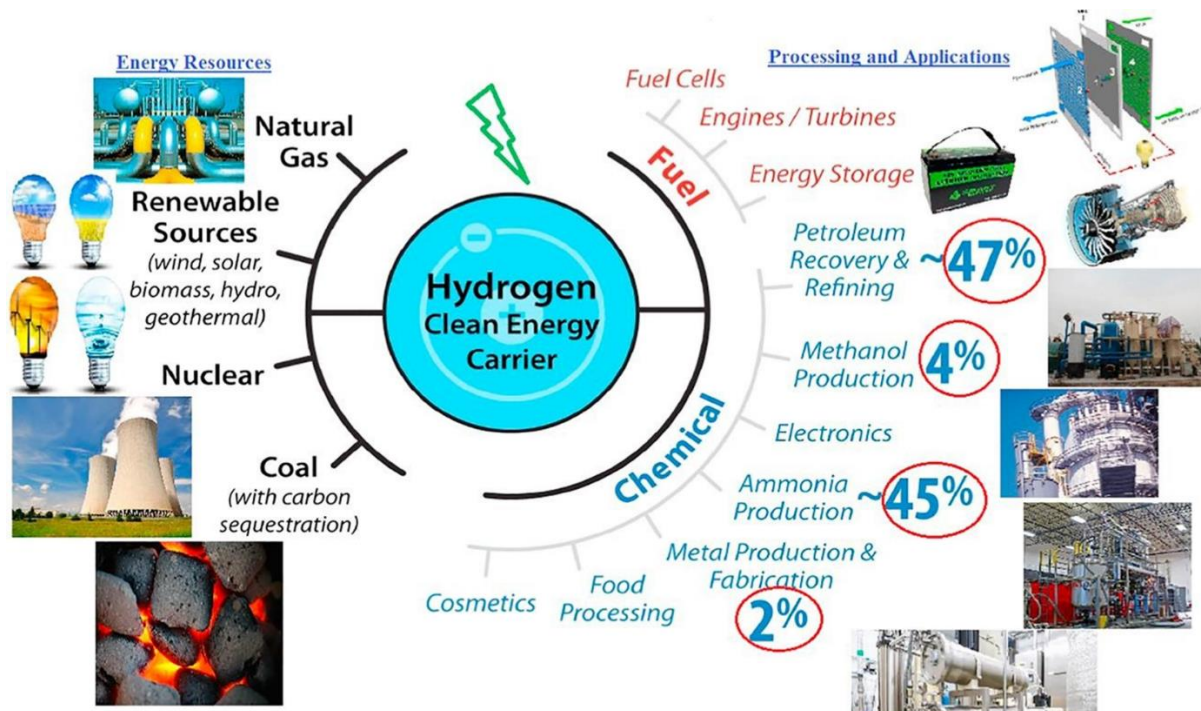 Energy Resources
Natural
Gas
Renewable
Sources
(wind, solar,
biomass, hydro,
geothermal)
Nuclear
Coal
(with carbon
sequestration)
Hydrogen
Clean Energy
Carrier
Processing and Applications
Fuel
Fuel Cells
Engines / Turbines
Energy Storage
Chemical
Petroleum
Recovery &
Refining
~47%
Methanol
Production
4%
Electronics
Ammonia
Production
~45%
Metal Production &
Fabrication
2%
Food
Processing
Cosmetics